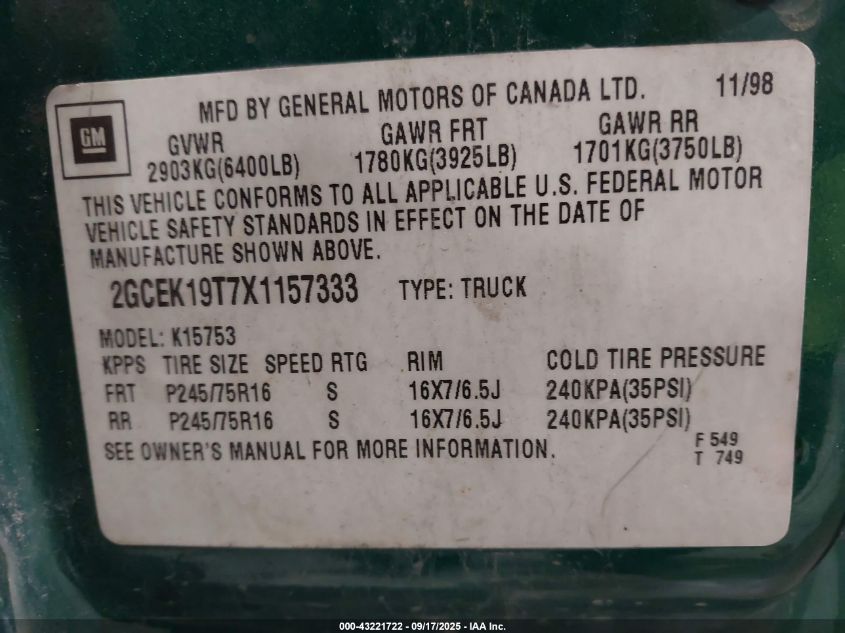 MFD BY GENERAL MOTORS OF CANADA LTD. 11/98
GM
GVWR GAWR FRT GAWR RR
2903KG(6400LB) 1780KG(3925LB) 1701KG(3750LB)
THIS VEHICLE CONFORMS TO ALL APPLICABLE U.S. FEDERAL MOTOR
VEHICLE SAFETY STANDARDS IN EFFECT ON THE DATE OF
MANUFACTURE SHOWN ABOVE.
2GCEK19T7X1157333 TYPE: TRUCK
MODEL: K15753
KPPS TIRE SIZE SPEED RTG RIM COLD TIRE PRESSURE
FRT P245/75R16 S 16X7/6.5J 240KPA(35PSI)
RR P245/75R16 S 16X7/6.5J 240KPA(35PSI)
SEE OWNER'S MANUAL FOR MORE INFORMATION.
F 549
T 749
000-43221722 - 09/17/2025 - IAA Inc.